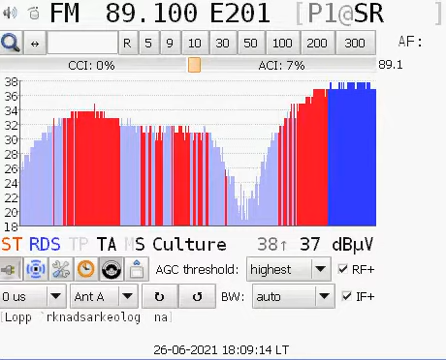 FM 89.100 E201 [P1@SR ]
↔ R 5 9 10 30 50 100 200 300 AF:
CCI: 0% ACI: 7% 89.1
38
36
34
32
30
28
26
24
22
20
18
ST RDS TP TA MS Culture 38↑ 37 dBµV
AGC threshold: highest RF+
0 us Ant A BW: auto IF+
[Lopp `rknadsarkeolog na]
26-06-2021 18:09:14 LT